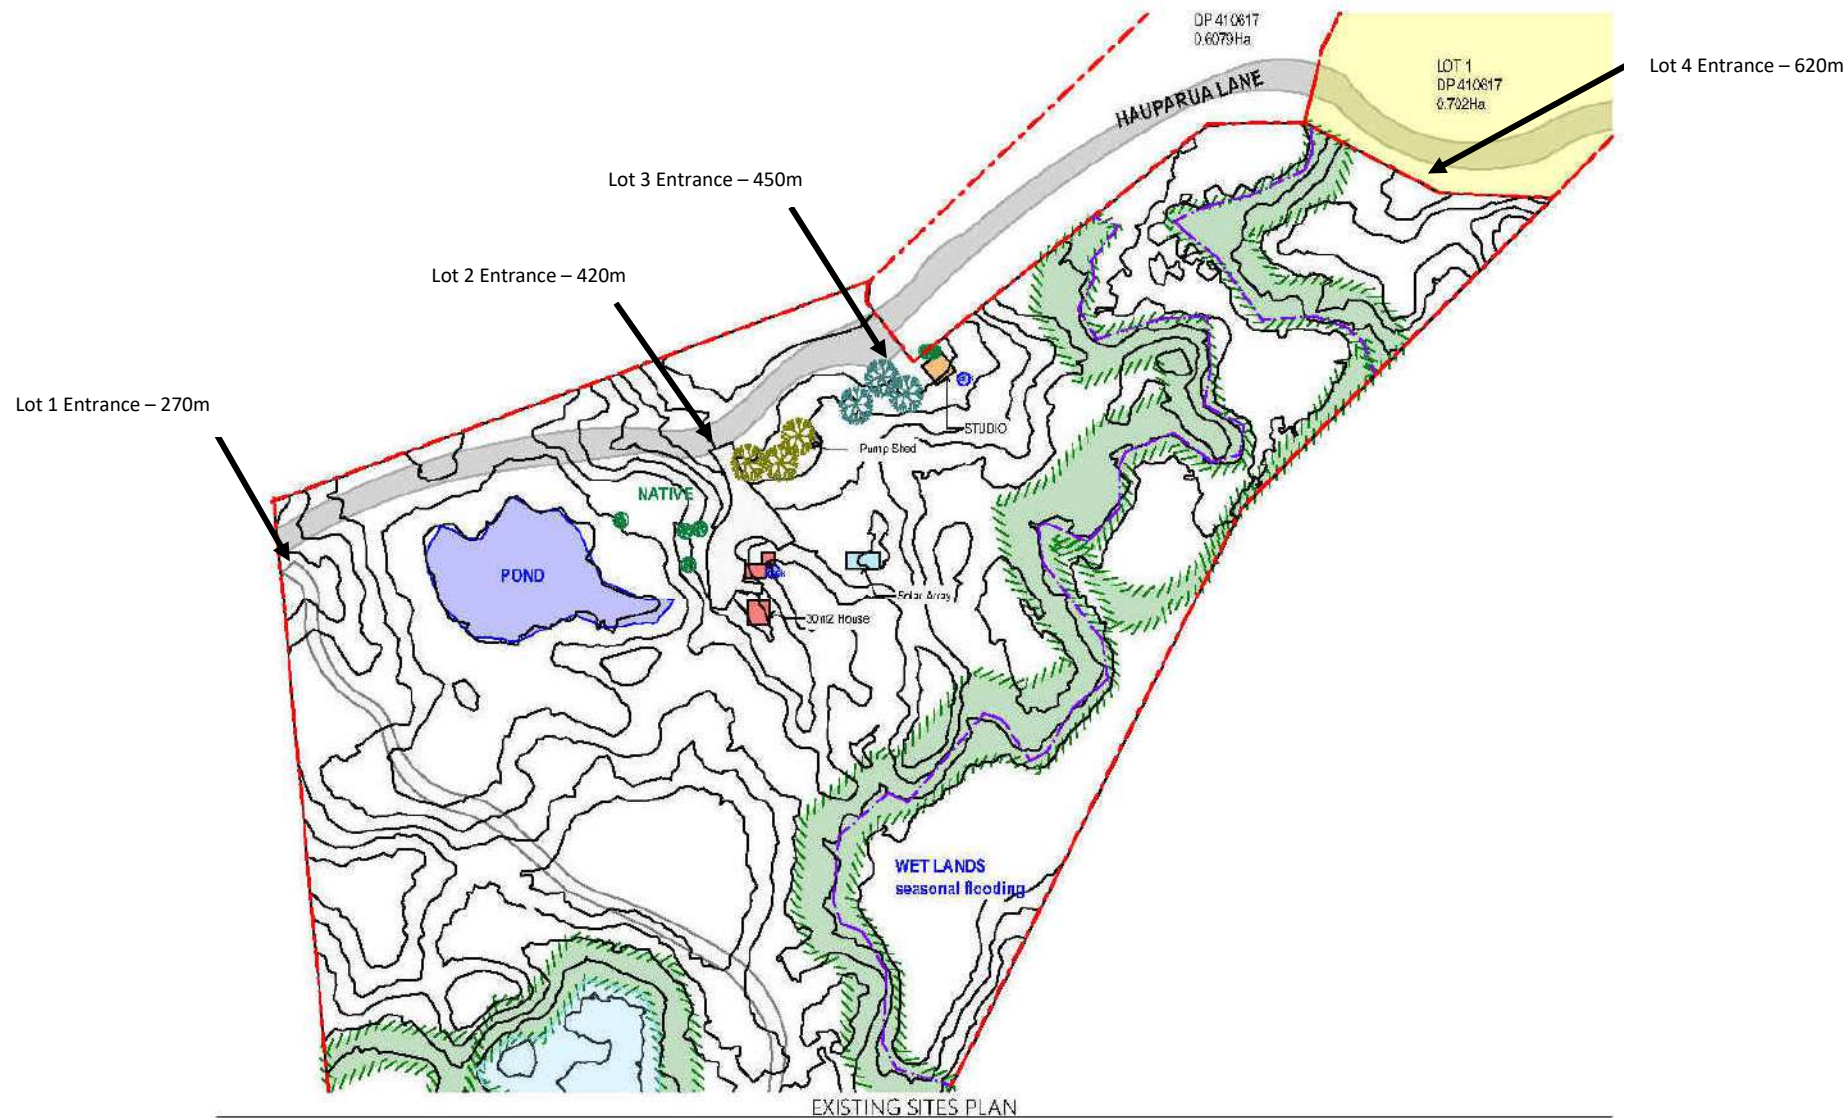 DP 410617
0.6079Ha
LOT 1
DP 410617
0.702Ha
Lot 4 Entrance – 620m
HAUPARUA LANE
Lot 3 Entrance – 450m
Lot 2 Entrance – 420m
Lot 1 Entrance – 270m
STUDIO
Pump Shed
NATIVE
POND
Solar Array
30m2 House
WETLANDS
seasonal flooding
EXISTING SITES PLAN